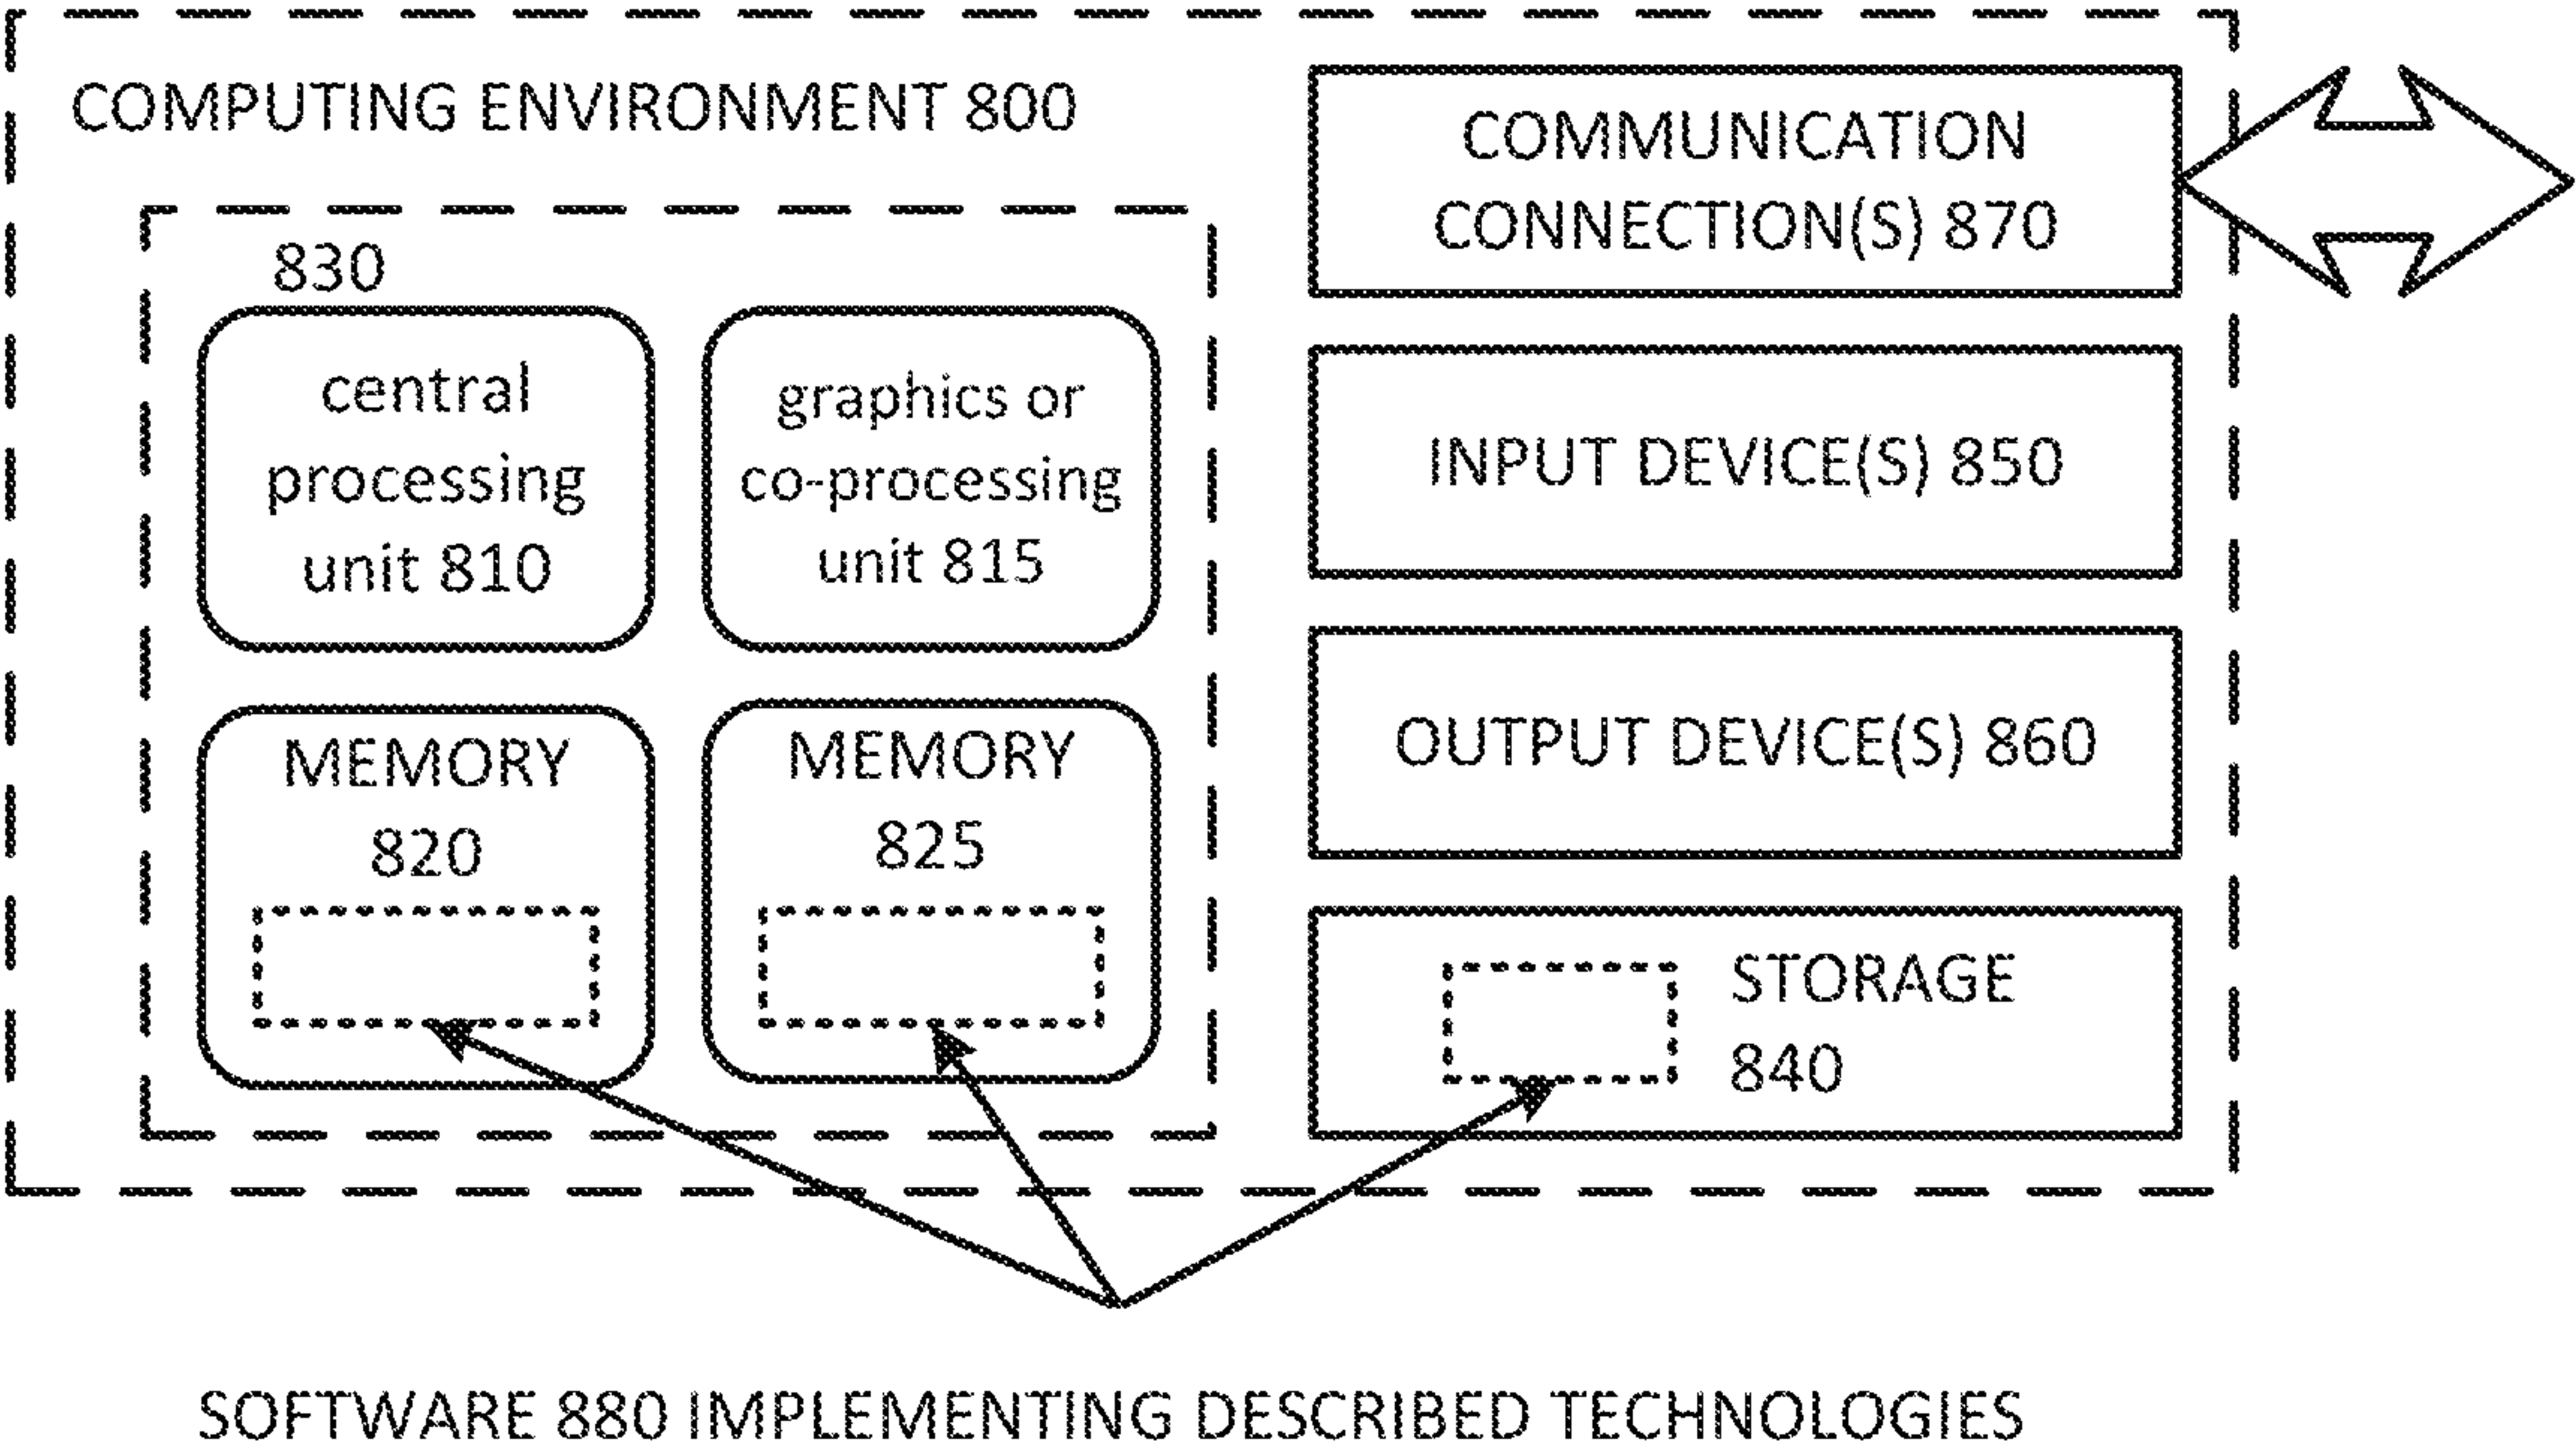 COMPUTING ENVIRONMENT 800
830
central
processing
unit 810
graphics or
co-processing
unit 815
MEMORY
820
MEMORY
825
COMMUNICATION
CONNECTION(S) 870
INPUT DEVICE(S) 850
OUTPUT DEVICE(S) 860
STORAGE
840
SOFTWARE 880 IMPLEMENTING DESCRIBED TECHNOLOGIES